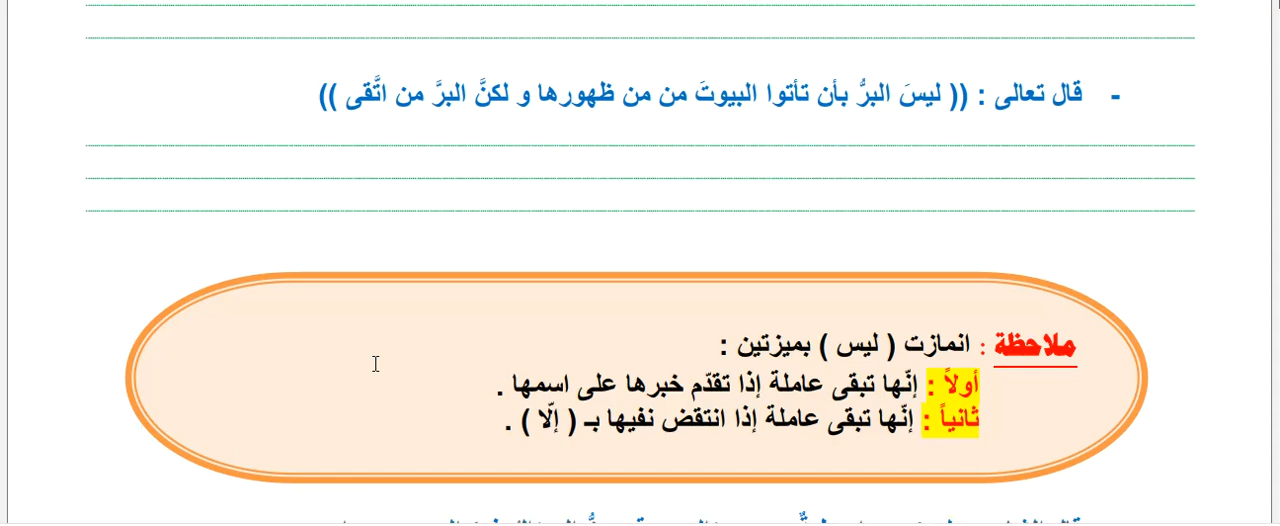 - قال تعالى : (( ليسَ البرُّ بأن تأتوا البيوتَ من من ظهورها و لكنَّ البرَّ من اتَّقى ))
ملاحظة : انمازت ( ليس ) بميزتين :
أولاً : إنّها تبقى عاملة إذا تقدّم خبرها على اسمها .
ثانياً : إنّها تبقى عاملة إذا انتقض نفيها بـ ( إلّا ) .